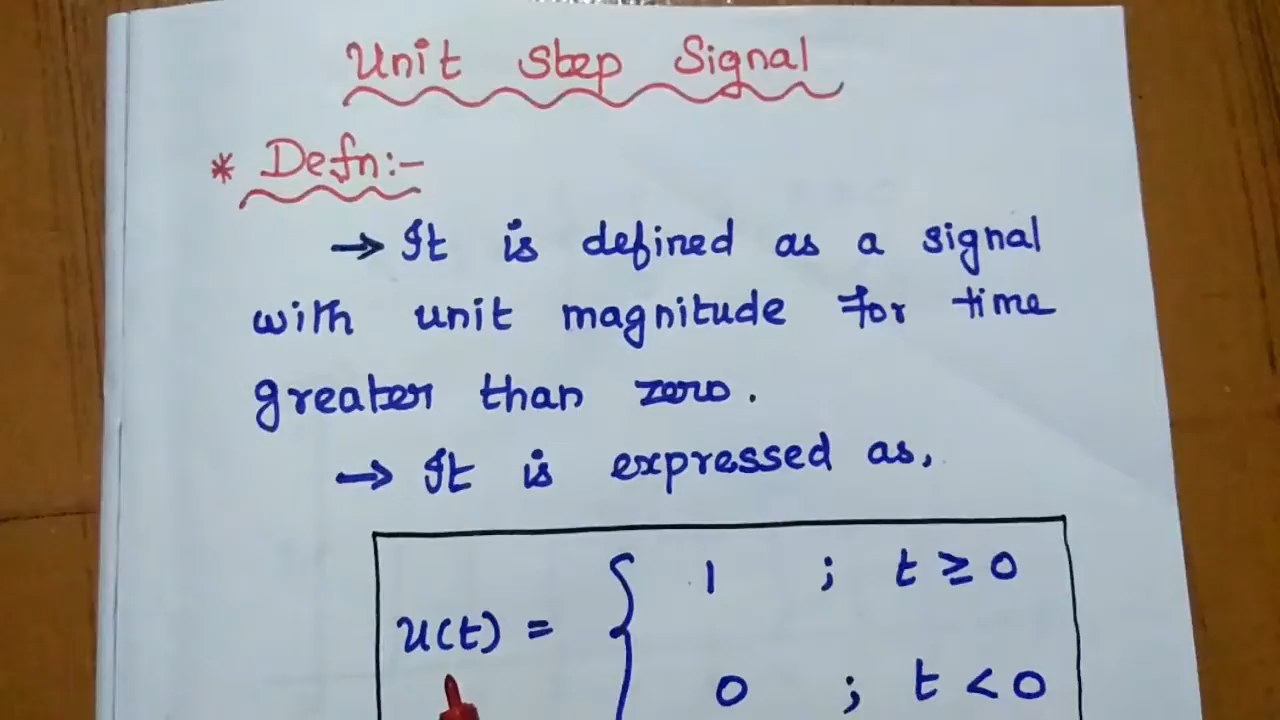 Unit Step Signal
* Defn:-
→ It is defined as a signal
with unit magnitude for time
greater than zero.
→ It is expressed as,
u(t) = { 1 ; t ≥ 0
0 ; t < 0